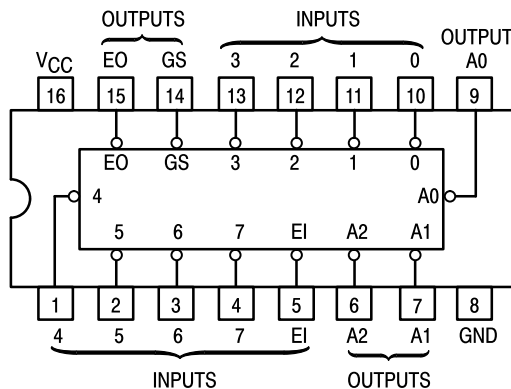 OUTPUTS INPUTS OUTPUT
VCC EO GS 3 2 1 0 A0
16 15 14 13 12 11 10 9
EO GS 3 2 1 0
4 A0
5 6 7 EI A2 A1
1 2 3 4 5 6 7 8
4 5 6 7 EI A2 A1 GND
INPUTS OUTPUTS